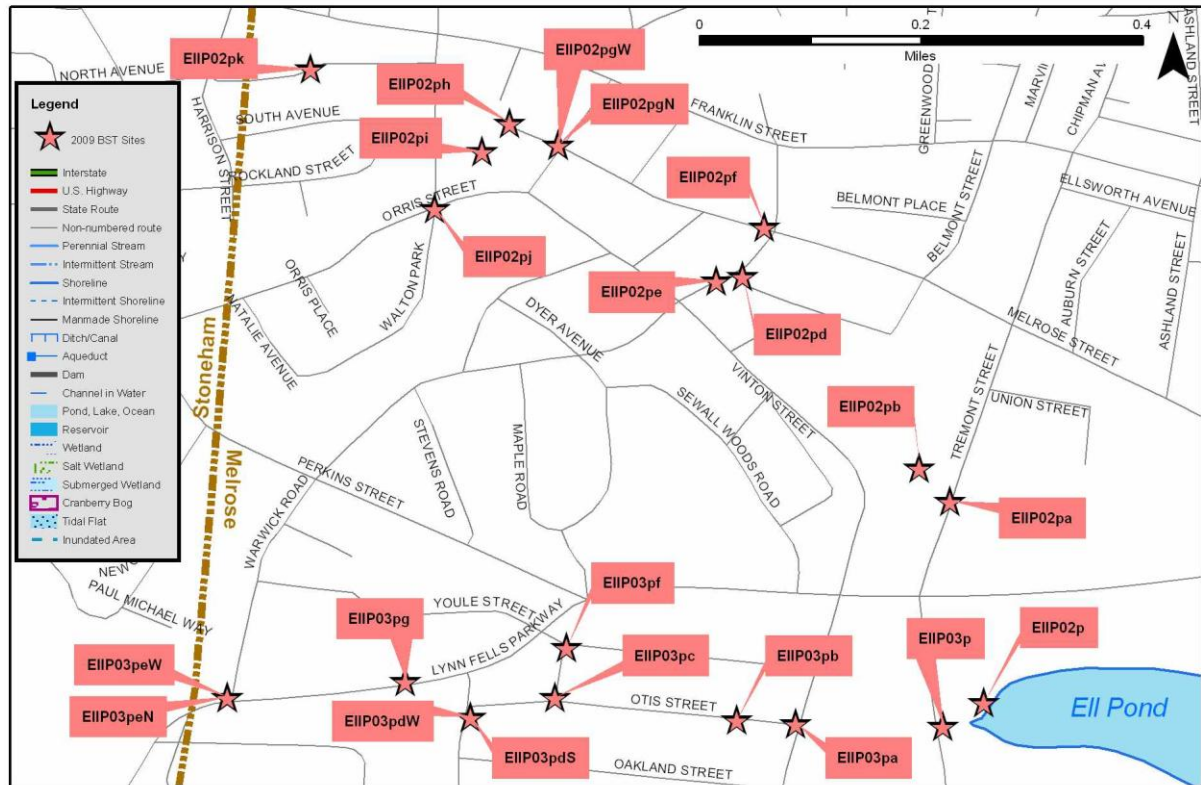 0
0.2
0.4
Miles
EIIP02pk
EIIP02ph
EIIP02pi
EIIP02pgW
EIIP02pgN
EIIP02pf
EIIP02pj
EIIP02pe
EIIP02pd
EIIP02pb
EIIP02pa
EIIP03pf
EIIP03pg
EIIP03pc
EIIP03pb
EIIP03p
EIIP02p
EIIP03peW
EIIP03peN
EIIP03pdW
EIIP03pdS
EIIP03pa
NORTH AVENUE
HARRISON STREET
SOUTH AVENUE
ORRIS STREET
ORRIS PLACE
NATALIE AVENUE
WALTON PARK
FRANKLIN STREET
GREENWOOD
BELMONT PLACE
BELMONT STREET
CHIPMAN AV
ASHLAND STREET
ELLSWORTH AVENUE
AUBURN STREET
ASHLAND STREET
MELROSE STREET
TREMONT STREET
UNION STREET
DYER AVENUE
VINTON STREET
SEWALL WOODS ROAD
MAPLE ROAD
STEVENS ROAD
PERKINS STREET
WARWICK ROAD
PAUL MICHAEL WAY
YOULE STREET
LYNN FELLS PARKWAY
OTIS STREET
OAKLAND STREET
Stoneham
Melrose
Ell Pond
Legend
2009 BST Sites
Interstate
U.S. Highway
State Route
Non-numbered route
Perennial Stream
Intermittent Stream
Shoreline
Intermittent Shoreline
Manmade Shoreline
Ditch/Canal
Aqueduct
Dam
Channel in Water
Pond, Lake, Ocean
Reservoir
Wetland
Salt Wetland
Submerged Wetland
Cranberry Bog
Tidal Flat
Inundated Area